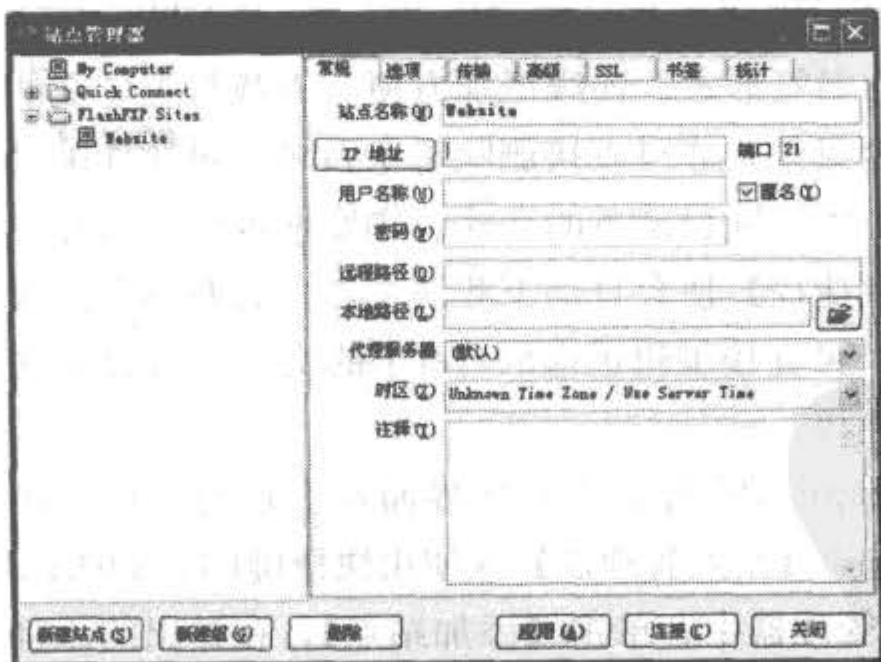 站点管理器
My Computer
Quick Connect
FlashFXP Sites
Website
常规 选项 传输 高级 SSL 书签 统计
站点名称(N) Website
IP 地址 端口 21
用户名称(U) 匿名(Y)
密码(P)
远程路径(O)
本地路径(L)
代理服务器 (默认)
时区(Z) Unknown Time Zone / Use Server Time
注释(T)
新建站点(S) 新建组(G) 删除 应用(A) 连接(C) 关闭